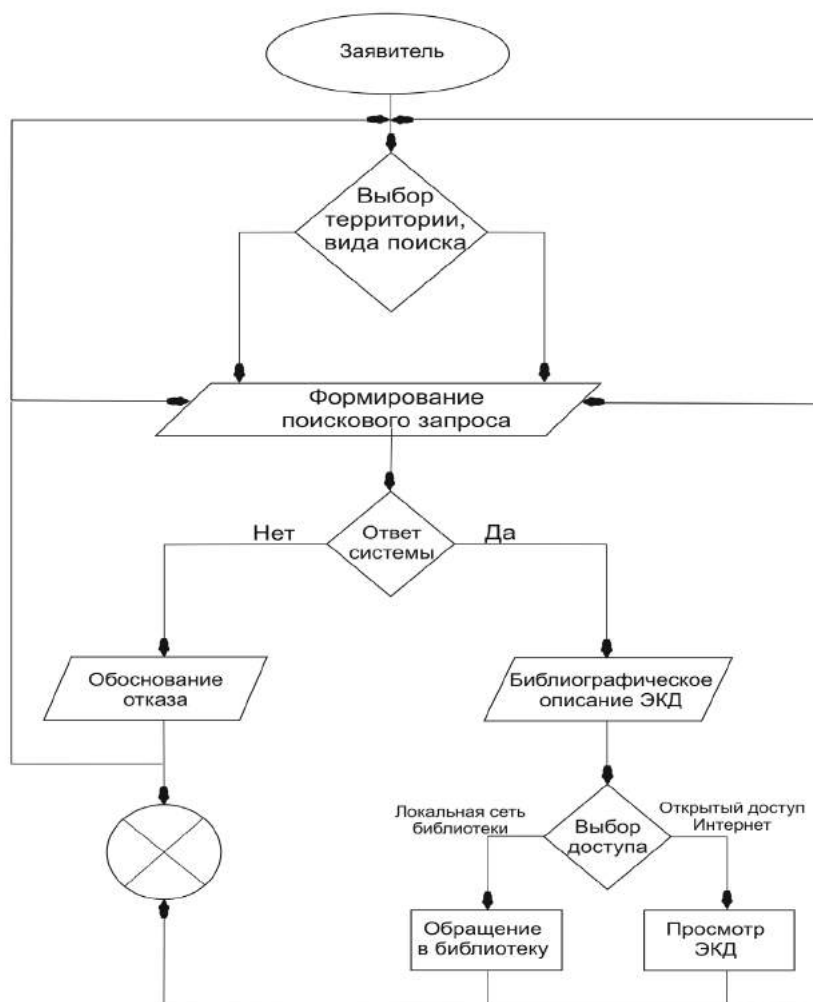 Заявитель
Выбор
территории,
вида поиска
Формирование
поискового запроса
Нет
Ответ
системы
Да
Обоснование
отказа
Библиографическое
описание ЭКД
Локальная сеть
библиотеки
Выбор
доступа
Открытый доступ
Интернет
Обращение
в библиотеку
Просмотр
ЭКД